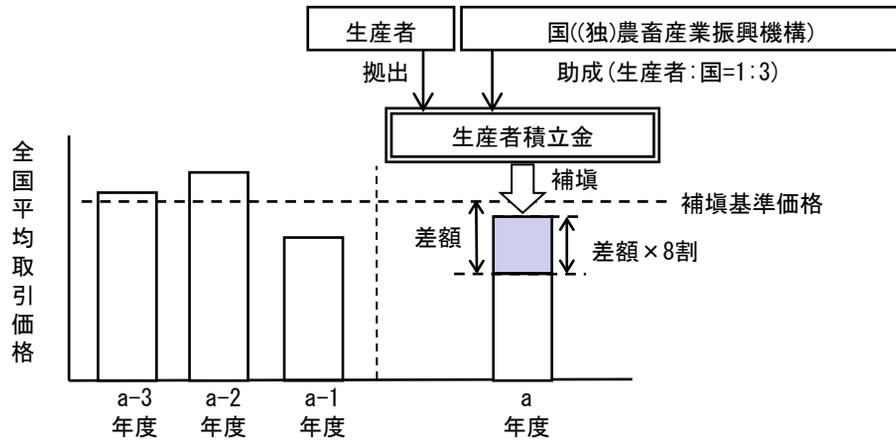 生産者
国((独)農畜産業振興機構)
拠出
助成(生産者:国=1:3)
生産者積立金
補塡
補塡基準価格
差額
差額×8割
全国平均取引価格
a-3
年度
a-2
年度
a-1
年度
a
年度